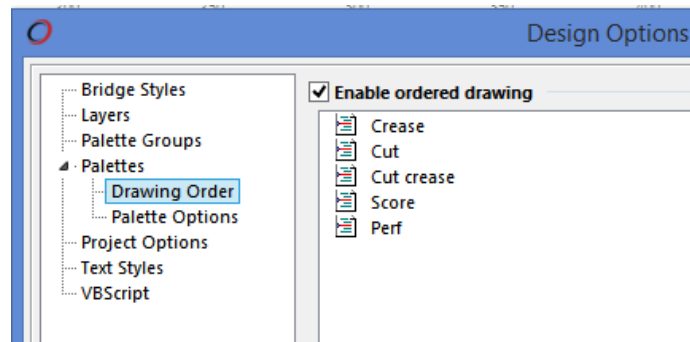 Design Options
Bridge Styles
Layers
Palette Groups
Palettes
Drawing Order
Palette Options
Project Options
Text Styles
VBScript
Enable ordered drawing
Crease
Cut
Cut crease
Score
Perf